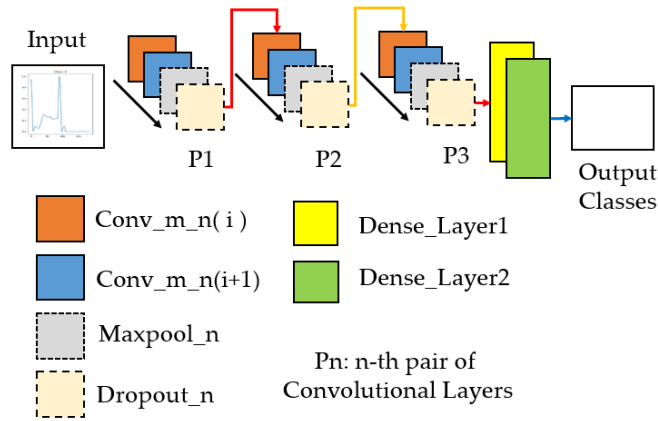 Input
P1
P2
P3
Output
Classes
Conv_m_n( i )
Dense_Layer1
Conv_m_n(i+1)
Dense_Layer2
Maxpool_n
Pn: n-th pair of
Convolutional Layers
Dropout_n